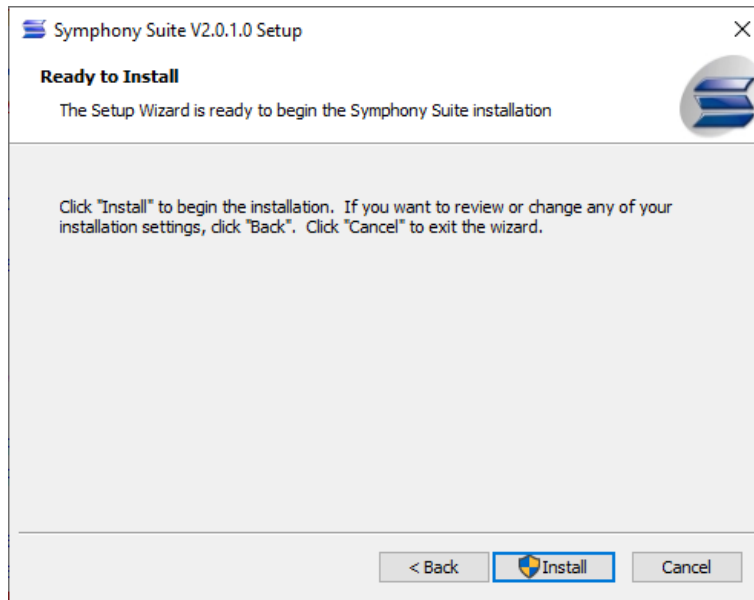 Symphony Suite V2.0.1.0 Setup
Ready to Install
The Setup Wizard is ready to begin the Symphony Suite installation
Click "Install" to begin the installation.  If you want to review or change any of your
installation settings, click "Back".  Click "Cancel" to exit the wizard.
< Back
Install
Cancel